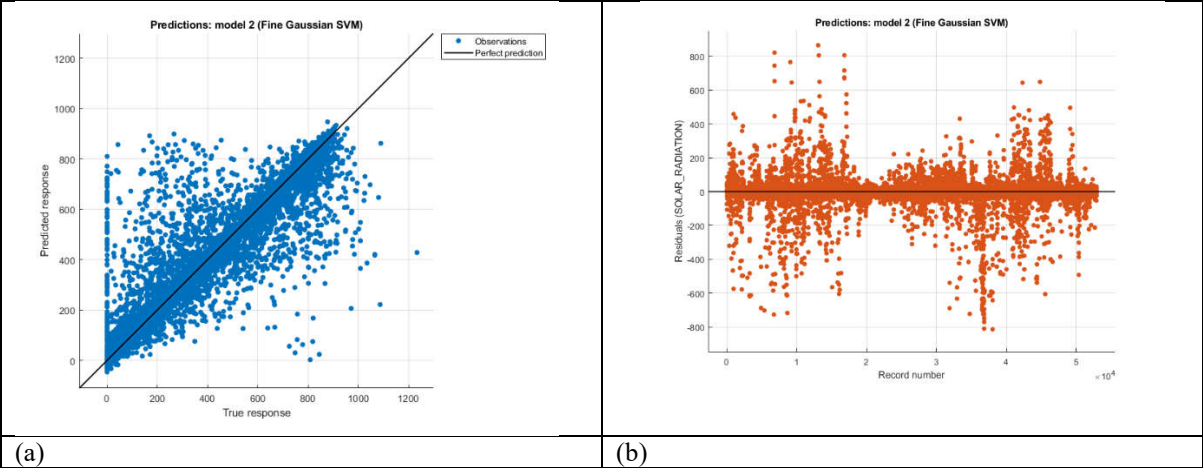 Predictions: model 2 (Fine Gaussian SVM)
Observations
Perfect prediction
1200
1000
800
600
400
200
0
Predicted response
0 200 400 600 800 1000 1200
True response
(a)
Predictions: model 2 (Fine Gaussian SVM)
800
600
400
200
0
-200
-400
-600
-800
Residuals (SOLAR_RADIATION)
0 1 2 3 4 5
×10⁴
Record number
(b)